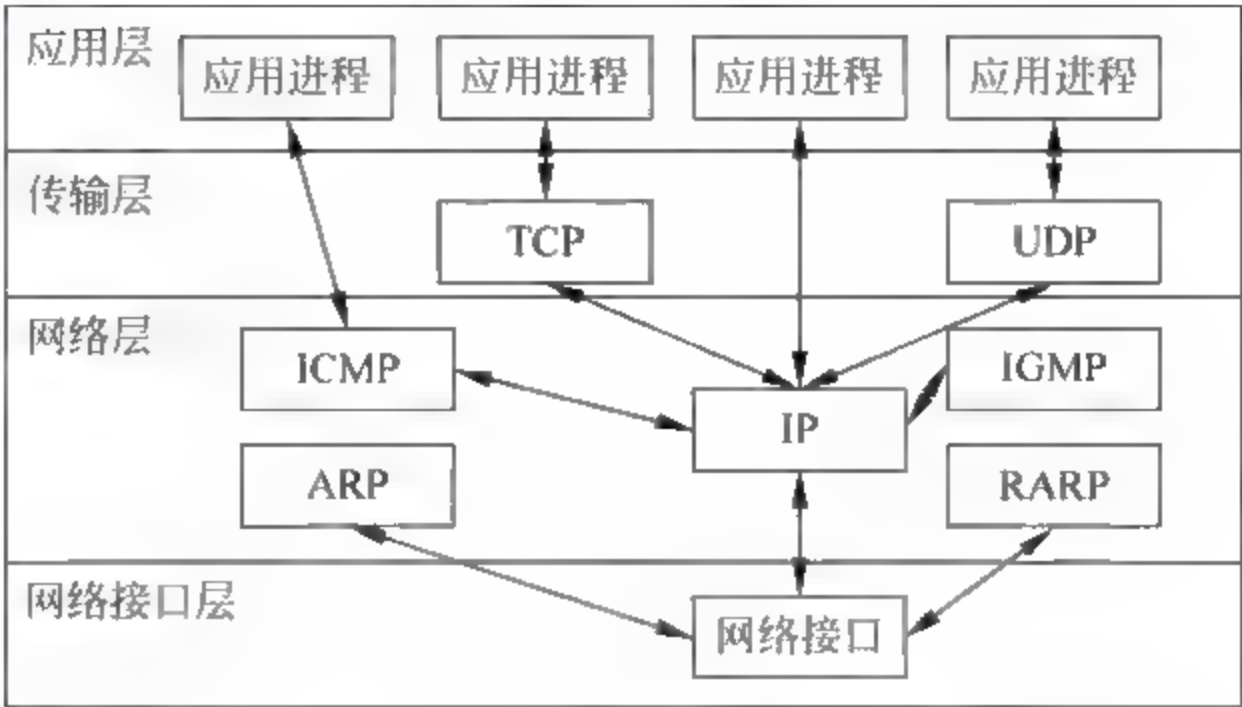 应用层
应用进程 应用进程 应用进程 应用进程
传输层
TCP UDP
网络层
ICMP IGMP
IP
ARP RARP
网络接口层
网络接口